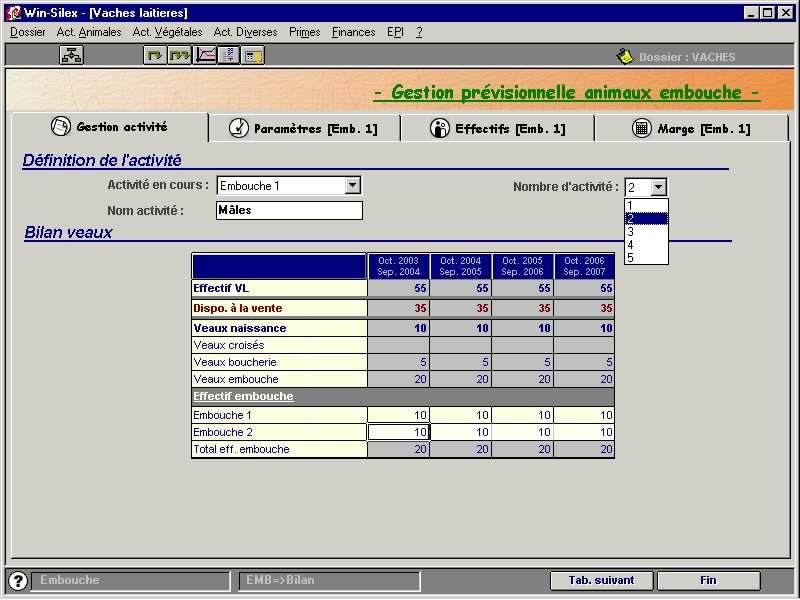 Win-Silex - [Vaches laitieres]
Dossier Act. Animales Act. Végétales Act. Diverses Primes Finances EPI ?
Dossier : VACHES
- Gestion prévisionnelle animaux embouche -
Gestion activité Paramètres [Emb. 1] Effectifs [Emb. 1] Marge [Emb. 1]
Définition de l'activité
Activité en cours : Embouche 1 Nombre d'activité : 2
Nom activité : Mâles
1
2
3
4
5
Bilan veaux
Oct. 2003 Oct. 2004 Oct. 2005 Oct. 2006
Sep. 2004 Sep. 2005 Sep. 2006 Sep. 2007
Effectif VL 55 55 55 55
Dispo. à la vente 35 35 35 35
Veaux naissance 10 10 10 10
Veaux croisés
Veaux boucherie 5 5 5 5
Veaux embouche 20 20 20 20
Effectif embouche
Embouche 1 10 10 10 10
Embouche 2 10 10 10 10
Total eff. embouche 20 20 20 20
? Embouche EMB=>Bilan Tab. suivant Fin